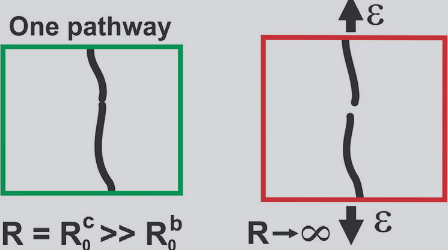 One pathway
ε
R = R₀ᶜ >> R₀ᵇ
R→∞
ε